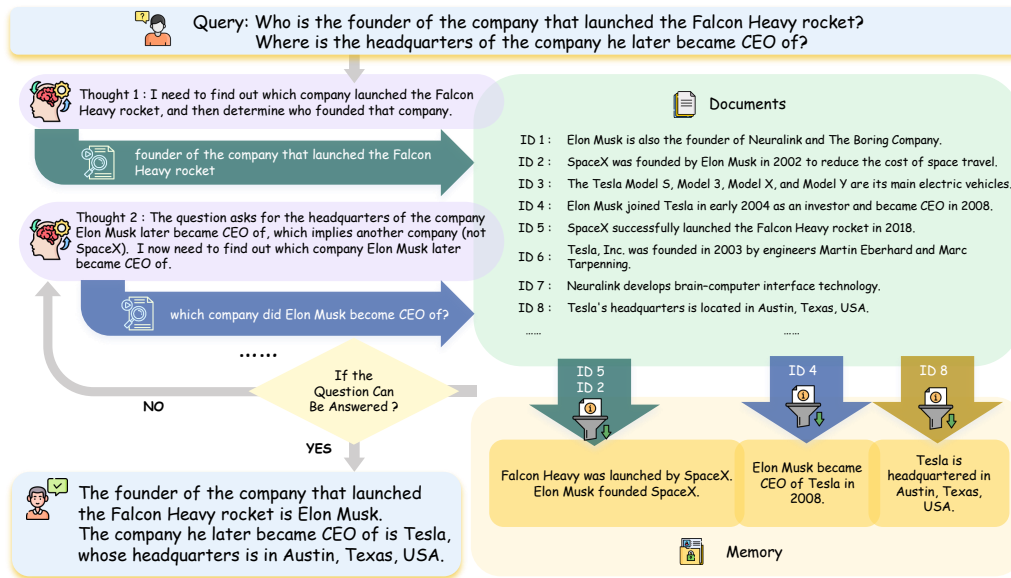 Query: Who is the founder of the company that launched the Falcon Heavy rocket?
Where is the headquarters of the company he later became CEO of?
Thought 1 : I need to find out which company launched the Falcon
Heavy rocket, and then determine who founded that company.
founder of the company that launched the Falcon
Heavy rocket
Thought 2 : The question asks for the headquarters of the company
Elon Musk later became CEO of, which implies another company (not
SpaceX). I now need to find out which company Elon Musk later
became CEO of.
which company did Elon Musk become CEO of?
......
If the
Question Can
Be Answered ?
NO
YES
The founder of the company that launched
the Falcon Heavy rocket is Elon Musk.
The company he later became CEO of is Tesla,
whose headquarters is in Austin, Texas, USA.
Documents
ID 1 : Elon Musk is also the founder of Neuralink and The Boring Company.
ID 2 : SpaceX was founded by Elon Musk in 2002 to reduce the cost of space travel.
ID 3 : The Tesla Model S, Model 3, Model X, and Model Y are its main electric vehicles.
ID 4 : Elon Musk joined Tesla in early 2004 as an investor and became CEO in 2008.
ID 5 : SpaceX successfully launched the Falcon Heavy rocket in 2018.
ID 6 : Tesla, Inc. was founded in 2003 by engineers Martin Eberhard and Marc
Tarpenning.
ID 7 : Neuralink develops brain–computer interface technology.
ID 8 : Tesla's headquarters is located in Austin, Texas, USA.
...... ......
ID 5
ID 2
ID 4
ID 8
Falcon Heavy was launched by SpaceX.
Elon Musk founded SpaceX.
Elon Musk became
CEO of Tesla in
2008.
Tesla is
headquartered in
Austin, Texas,
USA.
Memory